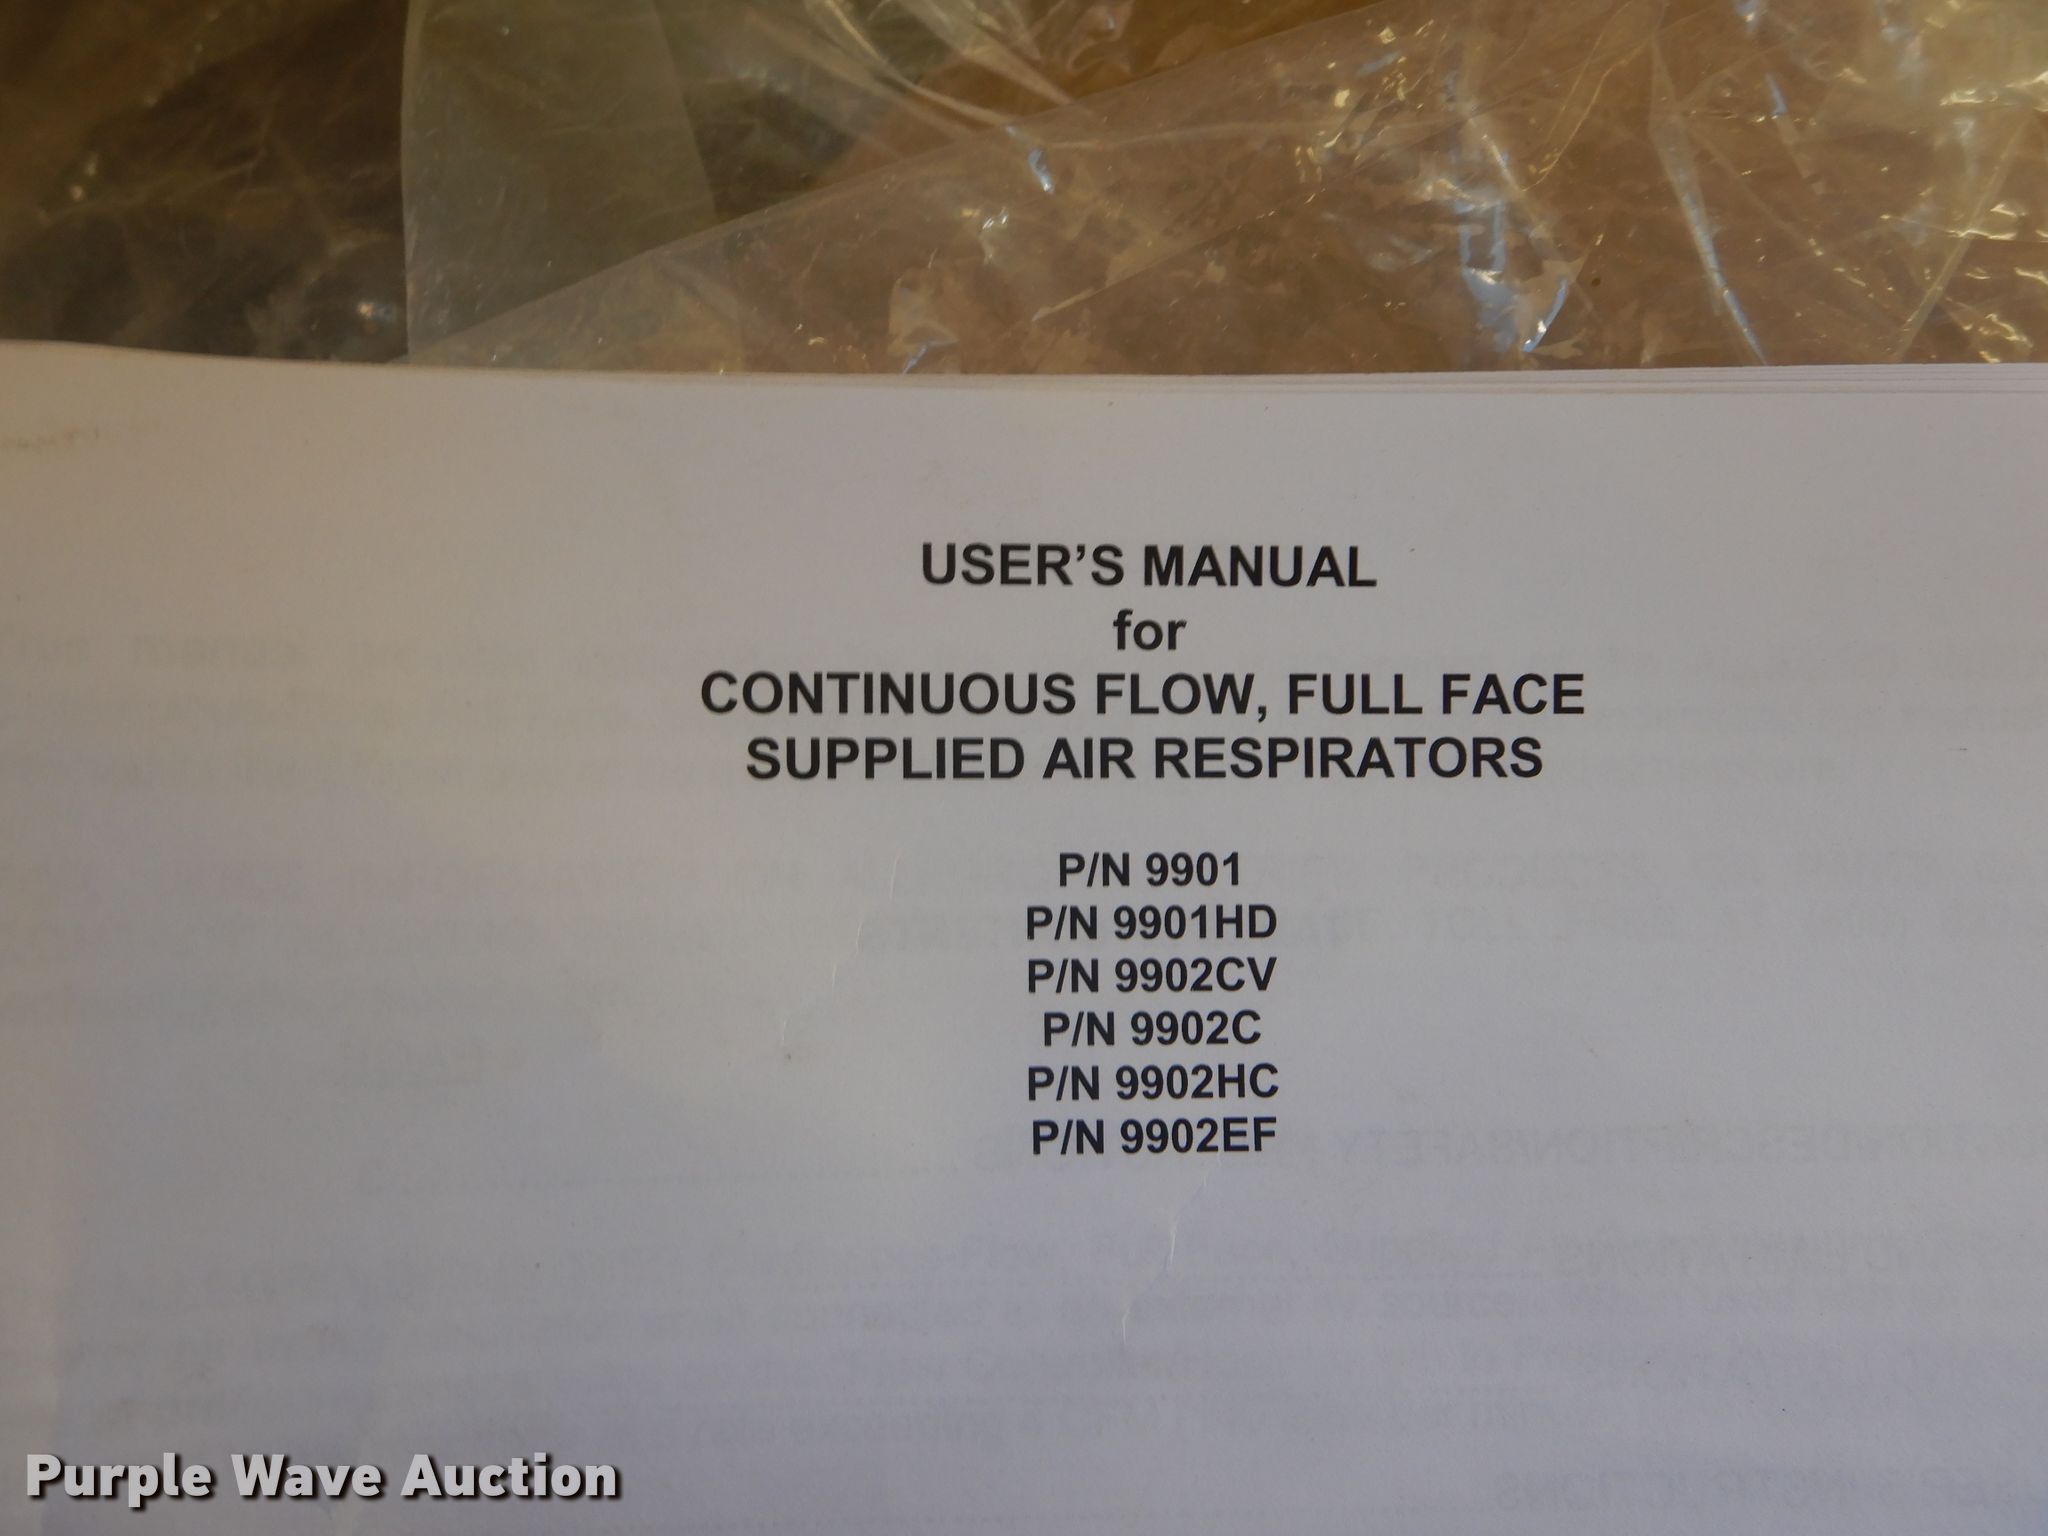 USER’S MANUAL
for
CONTINUOUS FLOW, FULL FACE
SUPPLIED AIR RESPIRATORS
P/N 9901
P/N 9901HD
P/N 9902CV
P/N 9902C
P/N 9902HC
P/N 9902EF
Purple Wave Auction